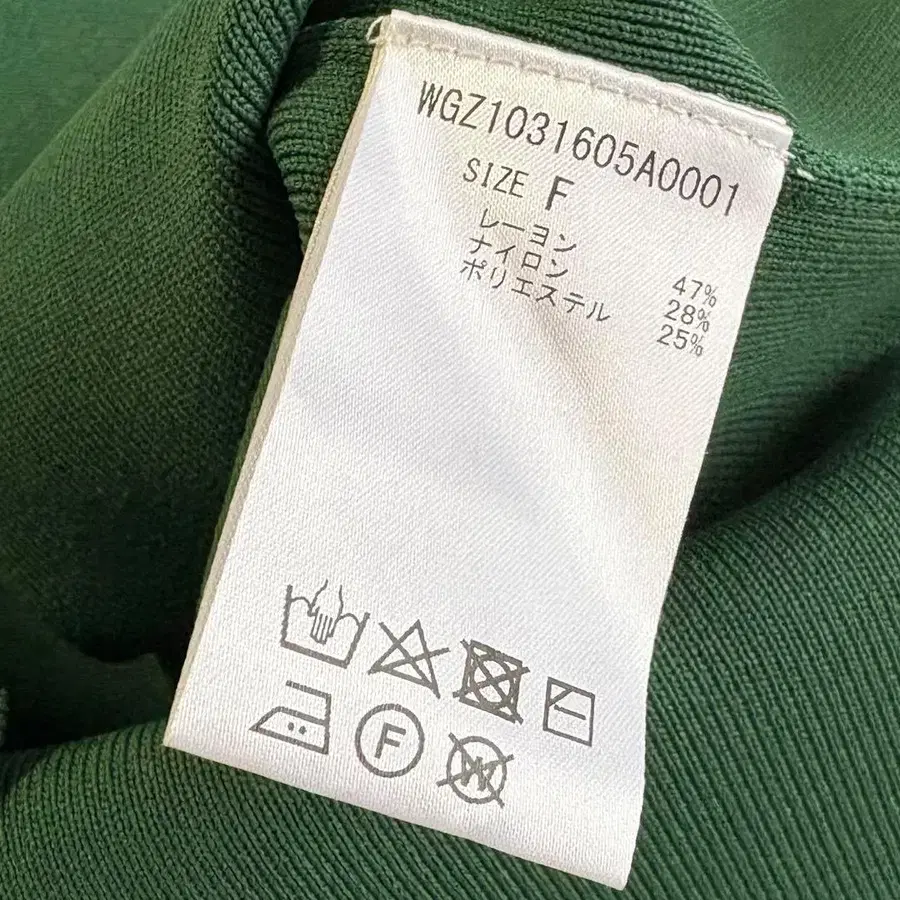 WGZ1031605A0001
SIZE F
レーヨン 47%
ナイロン 28%
ポリエステル 25%
F
W